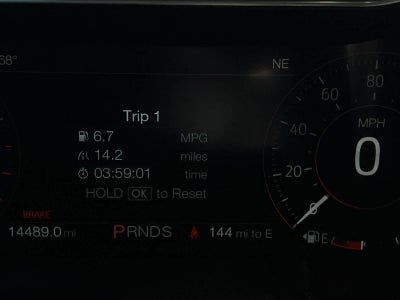 68°
NE
Trip 1
6.7 MPG
14.2 miles
03:59:01 time
HOLD OK to Reset
80
60
40
20
0
MPH
0
BRAKE
14489.0 mi
PRNDS
144 mi to E
E